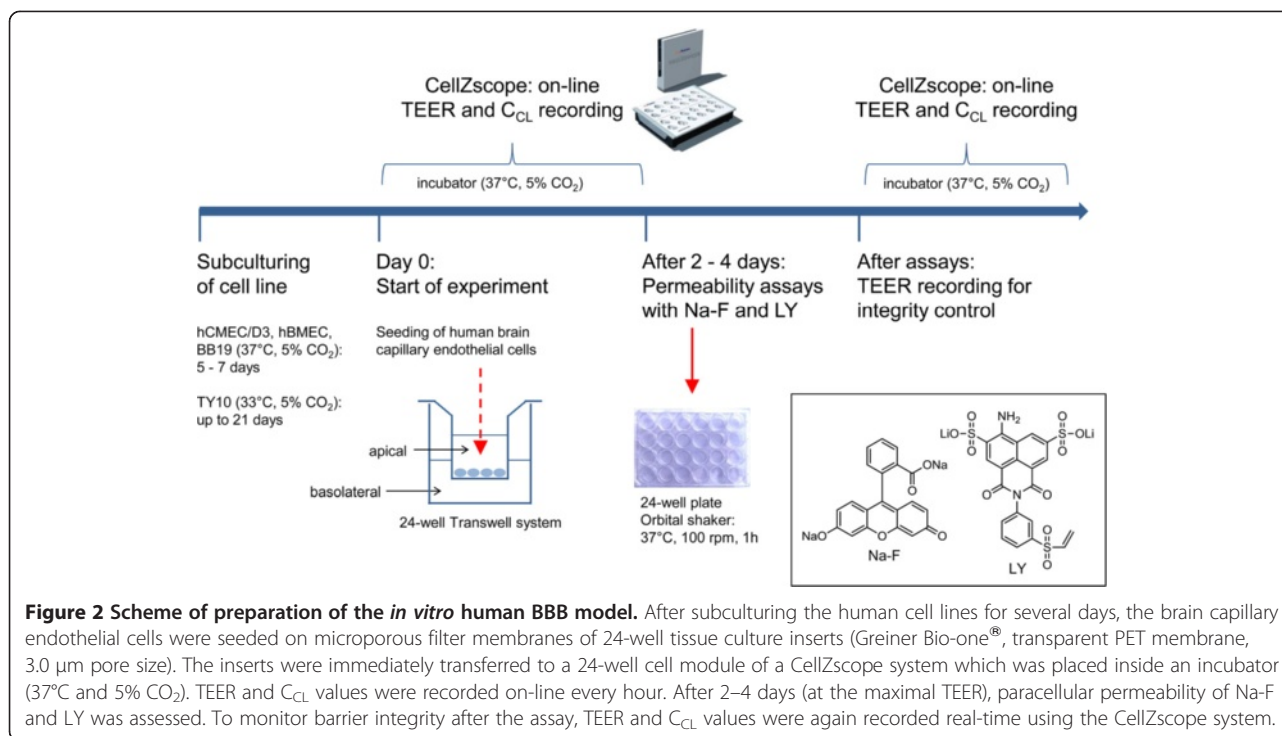 CellZscope: on-line
TEER and CCL recording
CellZscope: on-line
TEER and CCL recording
incubator (37°C, 5% CO2)
incubator (37°C, 5% CO2)
Subculturing
of cell line
hCMEC/D3, hBMEC,
BB19 (37°C, 5% CO2):
5 - 7 days
TY10 (33°C, 5% CO2):
up to 21 days
Day 0:
Start of experiment
Seeding of human brain
capillary endothelial cells
apical
basolateral
24-well Transwell system
After 2 - 4 days:
Permeability assays
with Na-F and LY
24-well plate
Orbital shaker:
37°C, 100 rpm, 1h
After assays:
TEER recording for
integrity control
O
ONa
NaO
O
O
Na-F
NH2
LiO
O
S
O
O
S
OLi
O
O
N
O
S
O
O
LY
Figure 2 Scheme of preparation of the in vitro human BBB model. After subculturing the human cell lines for several days, the brain capillary
endothelial cells were seeded on microporous filter membranes of 24-well tissue culture inserts (Greiner Bio-one®, transparent PET membrane,
3.0 μm pore size). The inserts were immediately transferred to a 24-well cell module of a CellZscope system which was placed inside an incubator
(37°C and 5% CO2). TEER and CCL values were recorded on-line every hour. After 2–4 days (at the maximal TEER), paracellular permeability of Na-F
and LY was assessed. To monitor barrier integrity after the assay, TEER and CCL values were again recorded real-time using the CellZscope system.